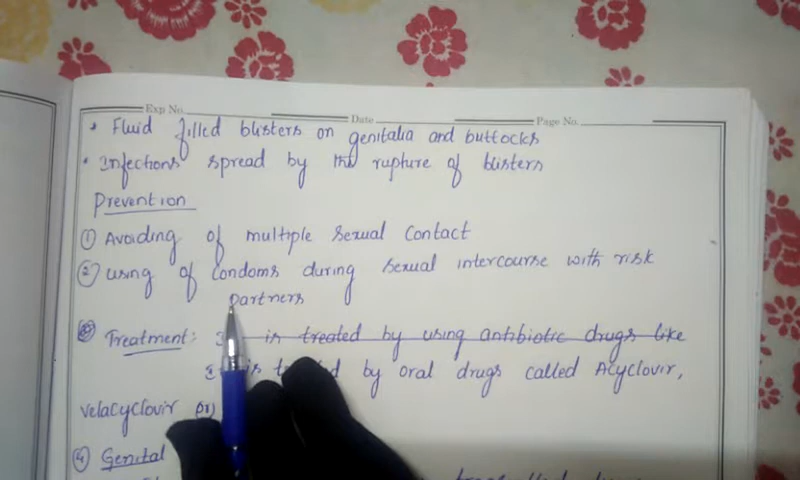 Exp No. Date Page No.
• Fluid filled blisters on genitalia and buttocks
• Infections spread by the rupture of blisters
Prevention
① Avoiding of multiple sexual contact
② Using of Condoms during sexual intercourse with risk
partners
Treatment: is treated by using antibiotic drugs like
is by oral drugs called Acyclovir,
velacyclovir (or)
④ Genital